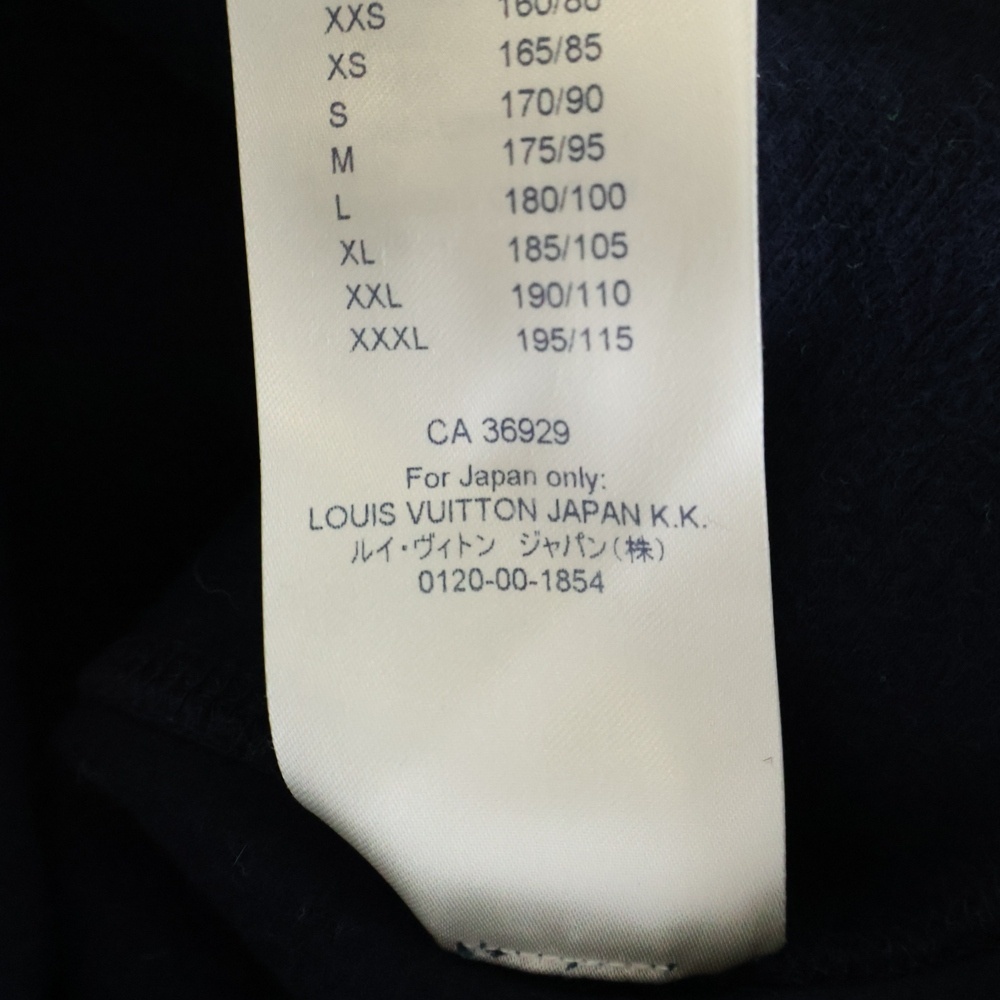 XXS 160/80
XS 165/85
S 170/90
M 175/95
L 180/100
XL 185/105
XXL 190/110
XXXL 195/115
CA 36929
For Japan only:
LOUIS VUITTON JAPAN K.K.
ルイ・ヴィトン ジャパン(株)
0120-00-1854